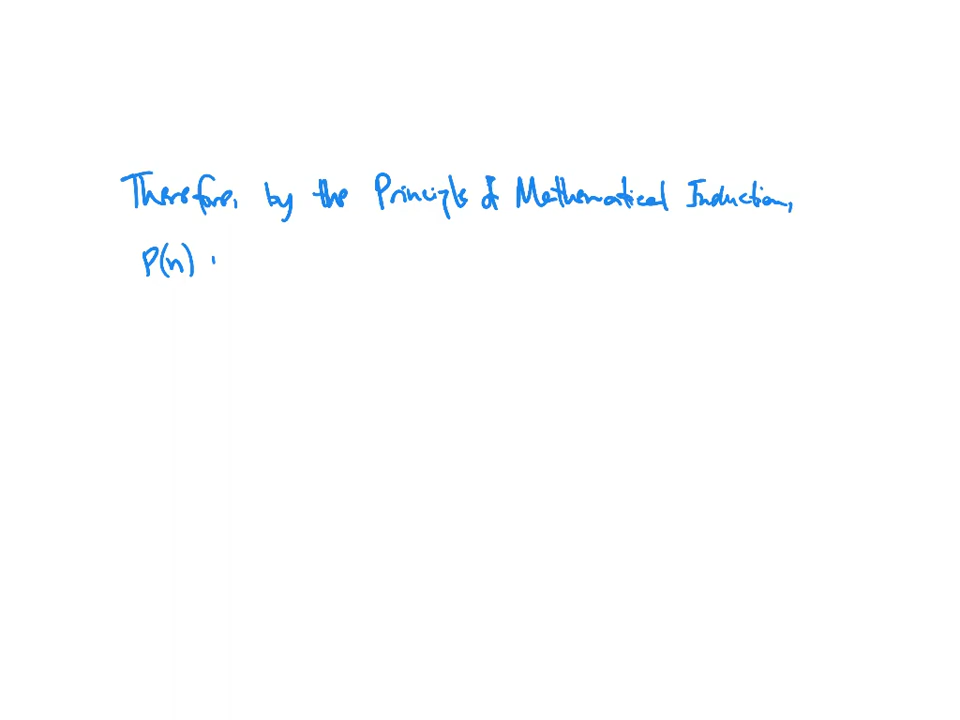 Therefore, by the Principle of Mathematical Induction,
P(n)